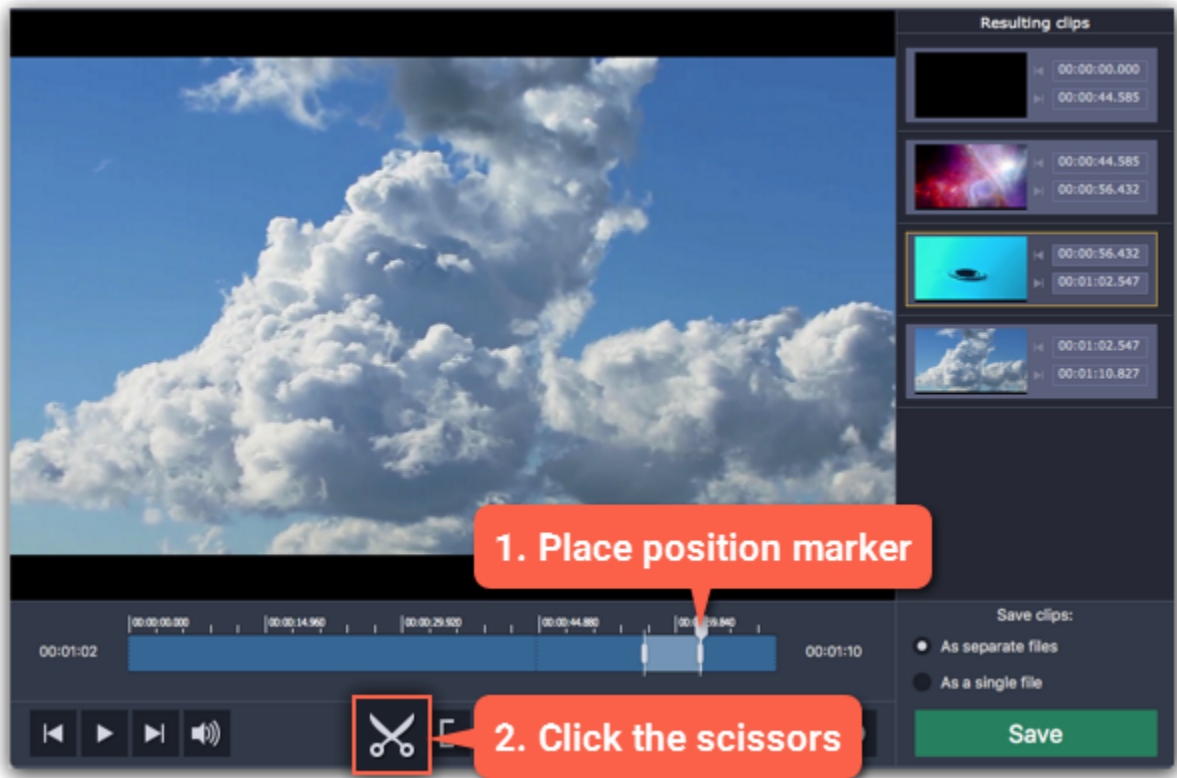 Resulting clips
00:00:00.000
00:00:44.585
00:00:44.585
00:00:56.432
00:00:56.432
00:01:02.547
00:01:02.547
00:01:10.827
1. Place position marker
00:00:00.000 00:00:14.960 00:00:29.920 00:00:44.880
00:01:02
00:01:10
Save clips:
As separate files
As a single file
2. Click the scissors
Save